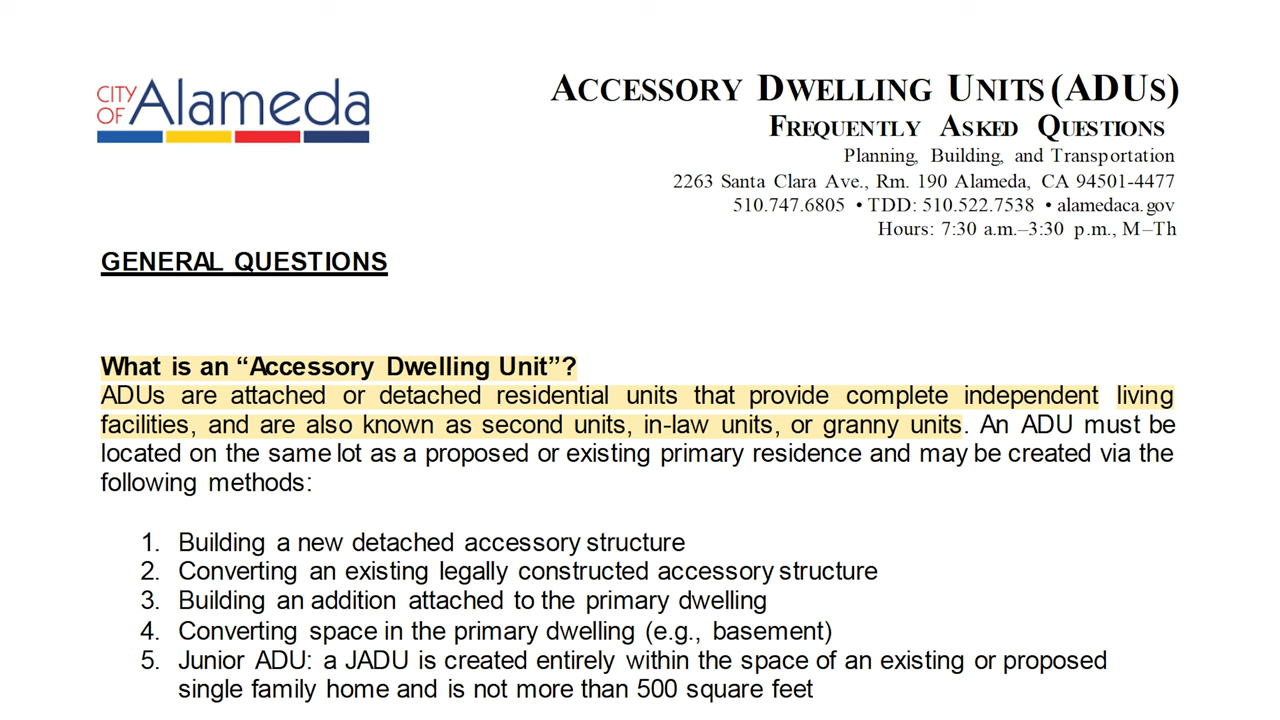 CITY OF Alameda
ACCESSORY DWELLING UNITS (ADUS)
FREQUENTLY ASKED QUESTIONS
Planning, Building, and Transportation
2263 Santa Clara Ave., Rm. 190 Alameda, CA 94501-4477
510.747.6805 • TDD: 510.522.7538 • alamedaca.gov
Hours: 7:30 a.m.–3:30 p.m., M–Th
GENERAL QUESTIONS
What is an “Accessory Dwelling Unit”?
ADUs are attached or detached residential units that provide complete independent living
facilities, and are also known as second units, in-law units, or granny units. An ADU must be
located on the same lot as a proposed or existing primary residence and may be created via the
following methods:
1. Building a new detached accessory structure
2. Converting an existing legally constructed accessory structure
3. Building an addition attached to the primary dwelling
4. Converting space in the primary dwelling (e.g., basement)
5. Junior ADU: a JADU is created entirely within the space of an existing or proposed
single family home and is not more than 500 square feet